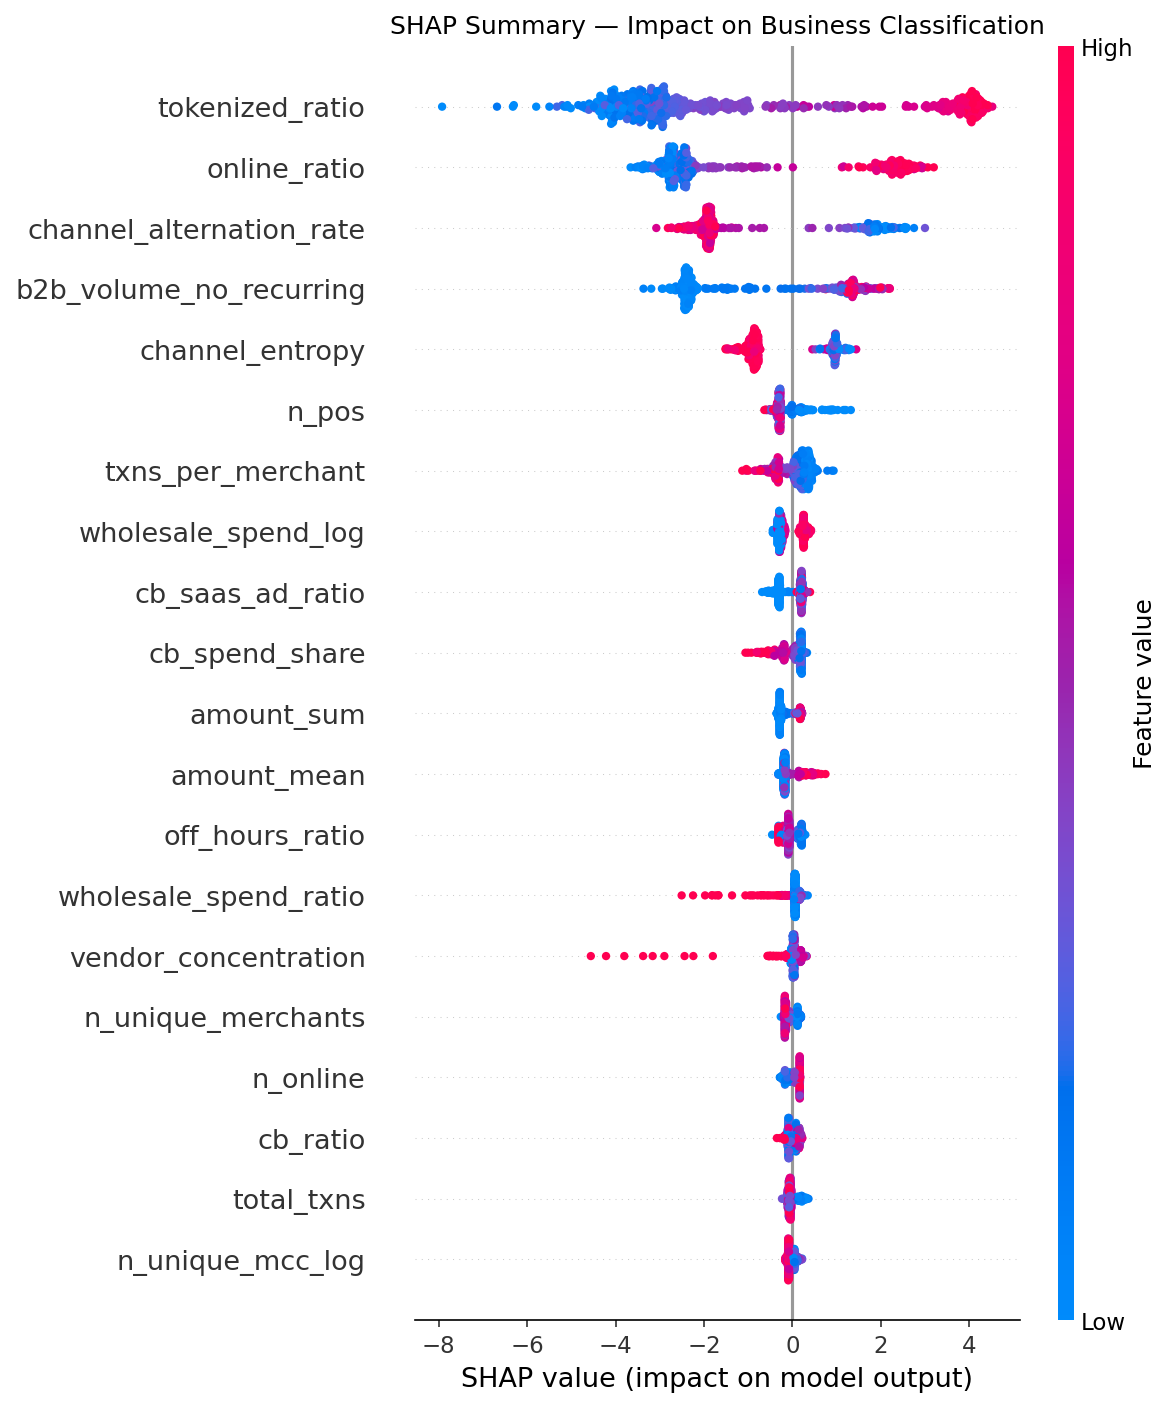 SHAP Summary — Impact on Business Classification
High
tokenized_ratio
online_ratio
channel_alternation_rate
b2b_volume_no_recurring
channel_entropy
n_pos
txns_per_merchant
wholesale_spend_log
cb_saas_ad_ratio
cb_spend_share
amount_sum
amount_mean
off_hours_ratio
wholesale_spend_ratio
vendor_concentration
n_unique_merchants
n_online
cb_ratio
total_txns
n_unique_mcc_log
Feature value
Low
−8 −6 −4 −2 0 2 4
SHAP value (impact on model output)